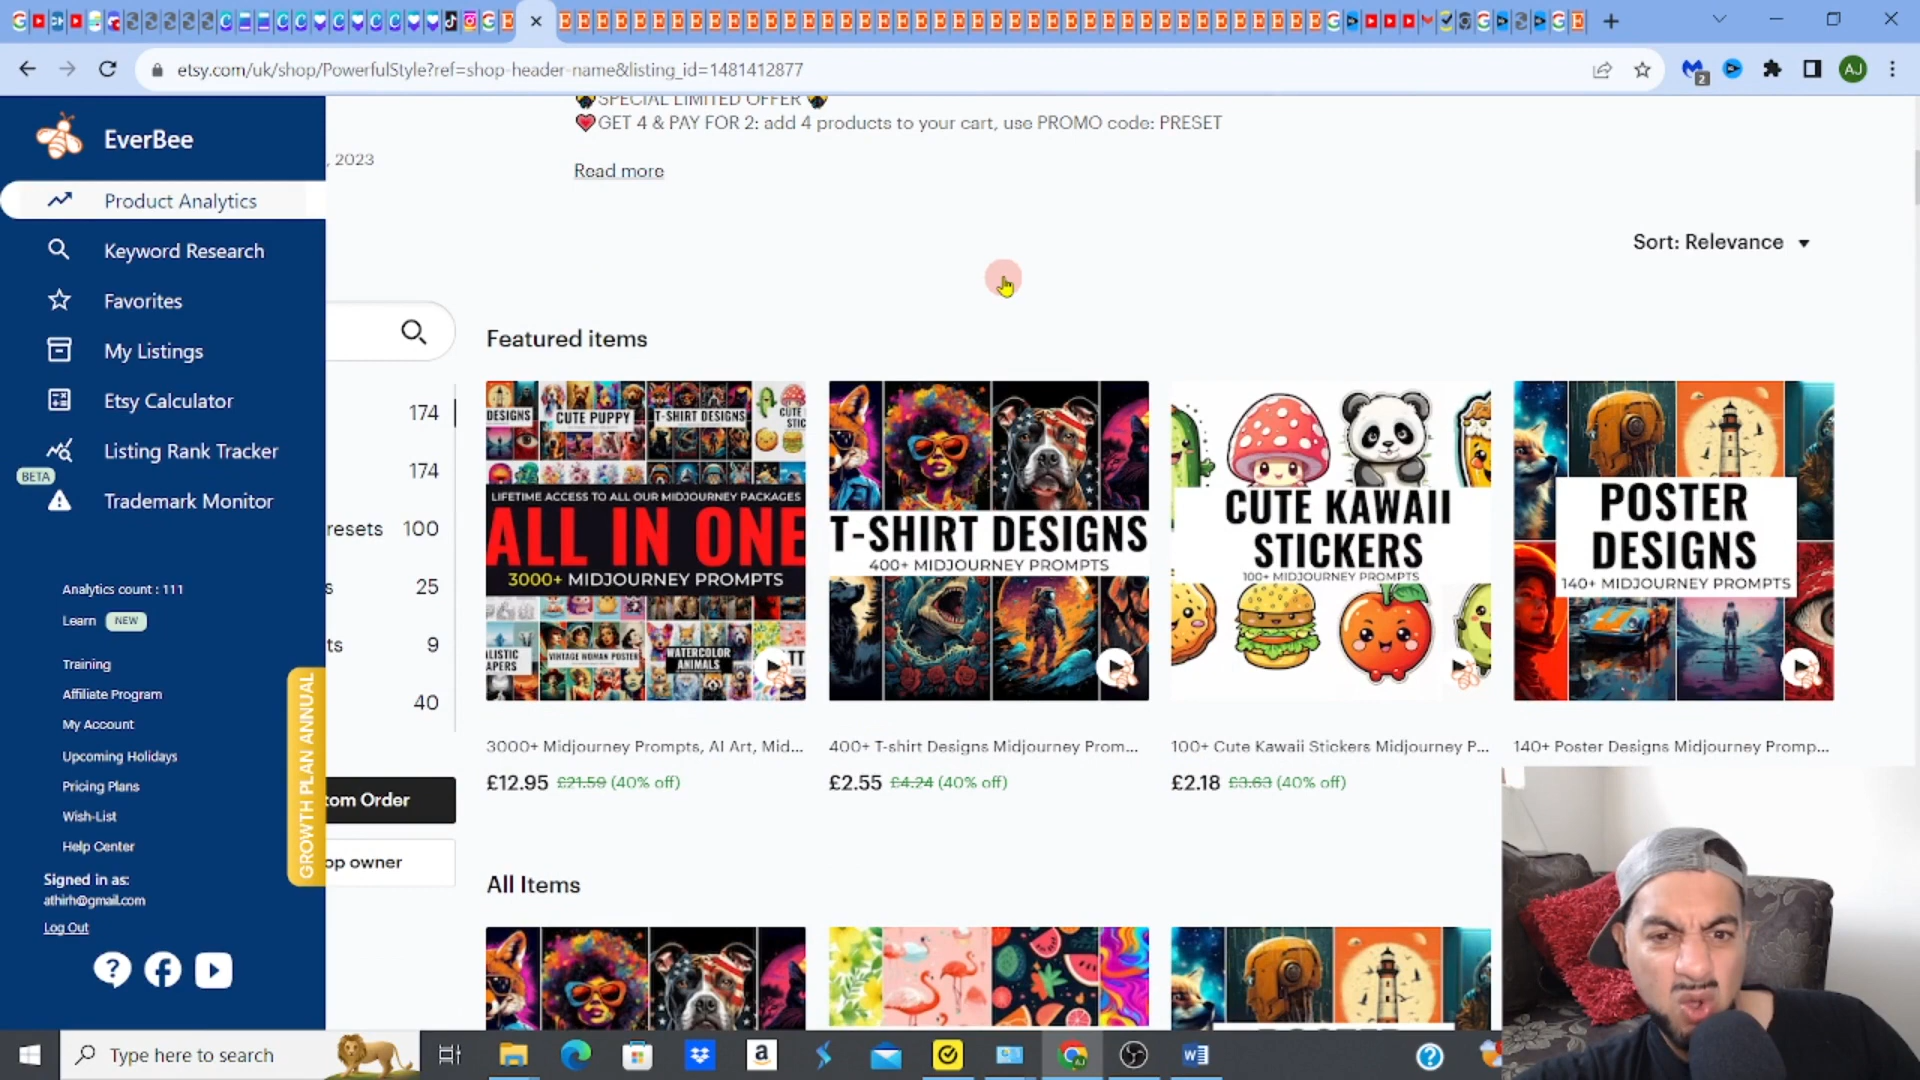 etsy.com/uk/shop/PowerfulStyle?ref=shop-header-name&listing_id=1481412877
2
AJ
EverBee
Product Analytics
Keyword Research
Favorites
My Listings
Etsy Calculator
Listing Rank Tracker
BETA
Trademark Monitor
Analytics count : 111
Learn NEW
Training
Affiliate Program
My Account
Upcoming Holidays
Pricing Plans
Wish-List
Help Center
Signed in as:
athirh@gmail.com
Log Out
GROWTH PLAN ANNUAL
, 2023
SPECIAL LIMITED OFFER
GET 4 & PAY FOR 2: add 4 products to your cart, use PROMO code: PRESET
Read more
Sort: Relevance
174
174
resets 100
s 25
ts 9
40
tom Order
op owner
Featured items
DESIGNS
CUTE PUPPY
T-SHIRT DESIGNS
CUTE
STIC
LIFETIME ACCESS TO ALL OUR MIDJOURNEY PACKAGES
ALL IN ONE
3000+ MIDJOURNEY PROMPTS
ALISTIC
APERS
VINTAGE WOMAN POSTER
WATERCOLOR
ANIMALS
T-SHIRT DESIGNS
400+ MIDJOURNEY PROMPTS
CUTE KAWAII
STICKERS
100+ MIDJOURNEY PROMPTS
POSTER
DESIGNS
140+ MIDJOURNEY PROMPTS
3000+ Midjourney Prompts, AI Art, Mid...
£12.95 £21.59 (40% off)
400+ T-shirt Designs Midjourney Prom...
£2.55 £4.24 (40% off)
100+ Cute Kawaii Stickers Midjourney P...
£2.18 £3.63 (40% off)
140+ Poster Designs Midjourney Promp...
All Items
Type here to search